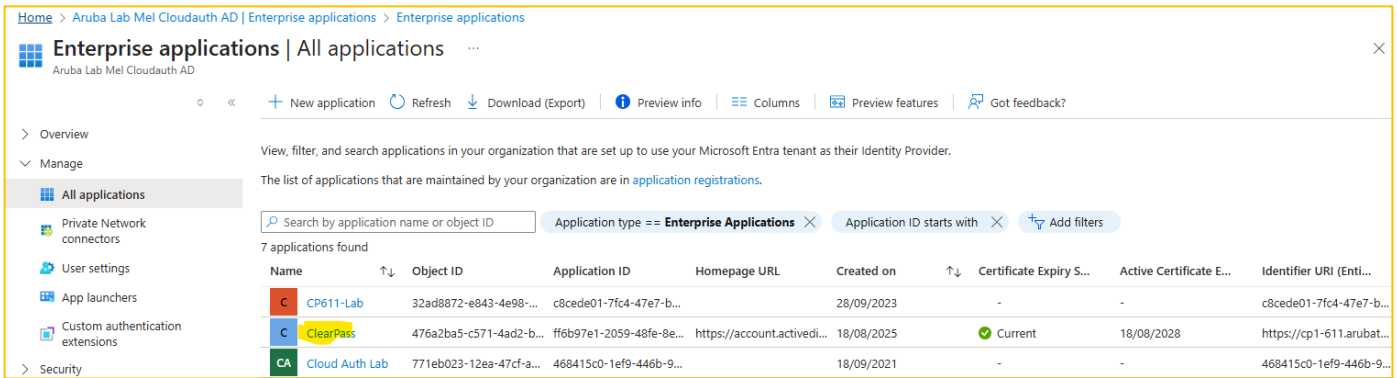 Home > Aruba Lab Mel Cloudauth AD | Enterprise applications > Enterprise applications
Enterprise applications | All applications ...
Aruba Lab Mel Cloudauth AD
New application Refresh Download (Export) Preview info Columns Preview features Got feedback?
Overview
Manage
All applications
Private Network connectors
User settings
App launchers
Custom authentication extensions
Security
View, filter, and search applications in your organization that are set up to use your Microsoft Entra tenant as their Identity Provider.
The list of applications that are maintained by your organization are in application registrations.
Search by application name or object ID Application type == Enterprise Applications Application ID starts with Add filters
7 applications found
Name Object ID Application ID Homepage URL Created on Certificate Expiry S... Active Certificate E... Identifier URI (Enti...
C CP611-Lab 32ad8872-e843-4e98-... c8cede01-7fc4-47e7-b... 28/09/2023 - - c8cede01-7fc4-47e7-b...
C ClearPass 476a2ba5-c571-4ad2-b... ff6b97e1-2059-48fe-8e... https://account.activedi... 18/08/2025 Current 18/08/2028 https://cp1-611.arubat...
CA Cloud Auth Lab 771eb023-12ea-47cf-a... 468415c0-1ef9-446b-9... 18/09/2021 - - 468415c0-1ef9-446b-9...